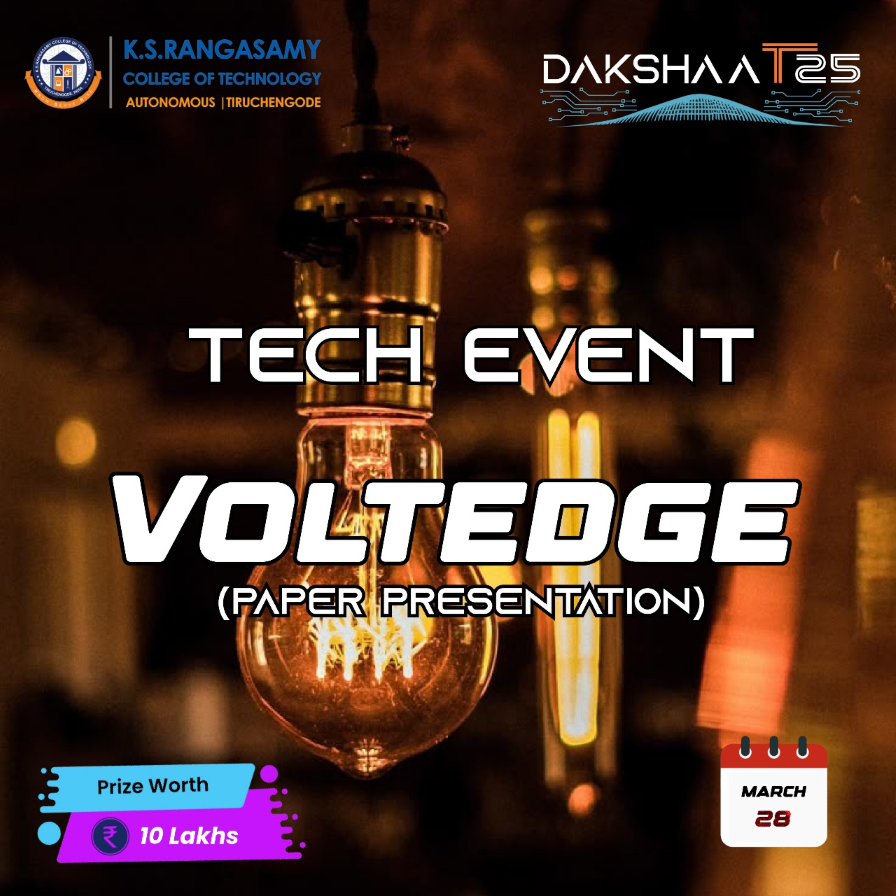 K.S.RANGASAMY
COLLEGE OF TECHNOLOGY
AUTONOMOUS | TIRUCHENGODE
DAKSHAAT25
TECH EVENT
VOLTEDGE
(PAPER PRESENTATION)
Prize Worth
₹ 10 Lakhs
MARCH
28